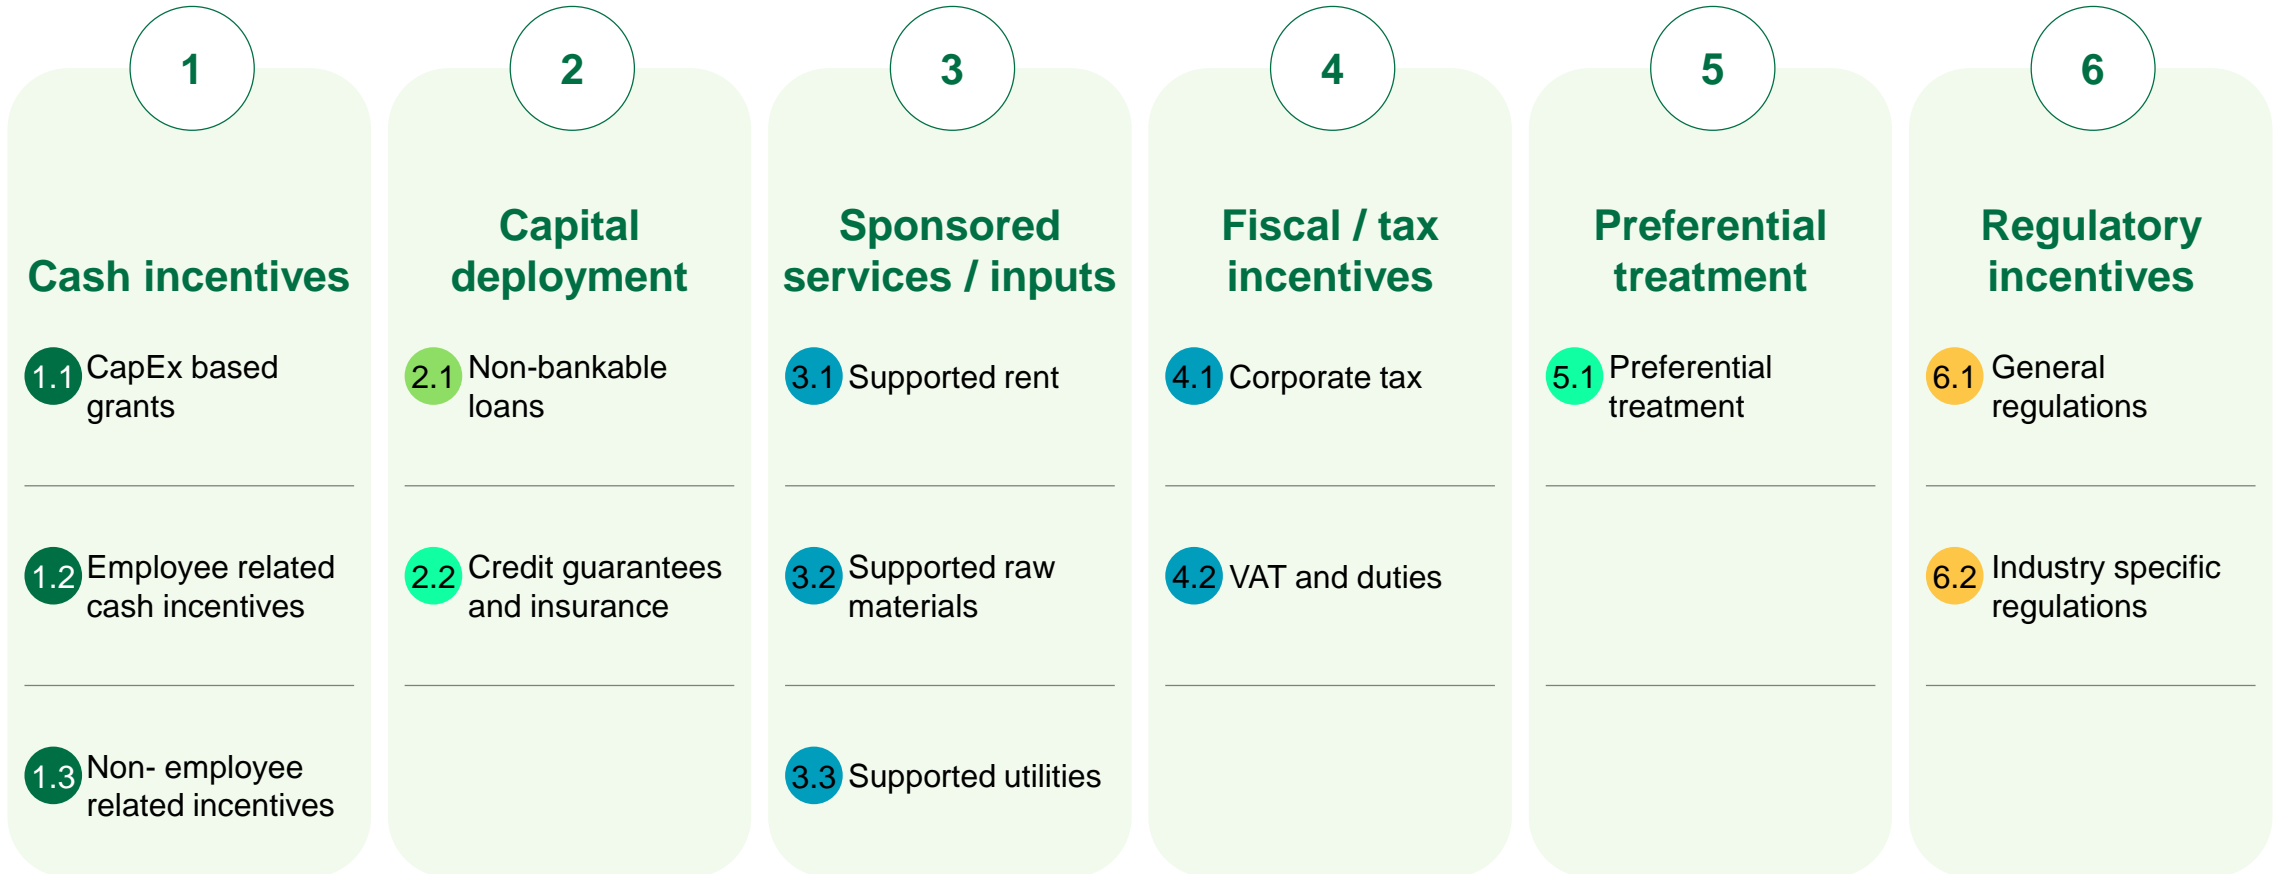 1
Cash incentives
1.1 CapEx based
grants
1.2 Employee related
cash incentives
1.3 Non- employee
related incentives
2
Capital
deployment
2.1 Non-bankable
loans
2.2 Credit guarantees
and insurance
3
Sponsored
services / inputs
3.1 Supported rent
3.2 Supported raw
materials
3.3 Supported utilities
4
Fiscal / tax
incentives
4.1 Corporate tax
4.2 VAT and duties
5
Preferential
treatment
5.1 Preferential
treatment
6
Regulatory
incentives
6.1 General
regulations
6.2 Industry specific
regulations